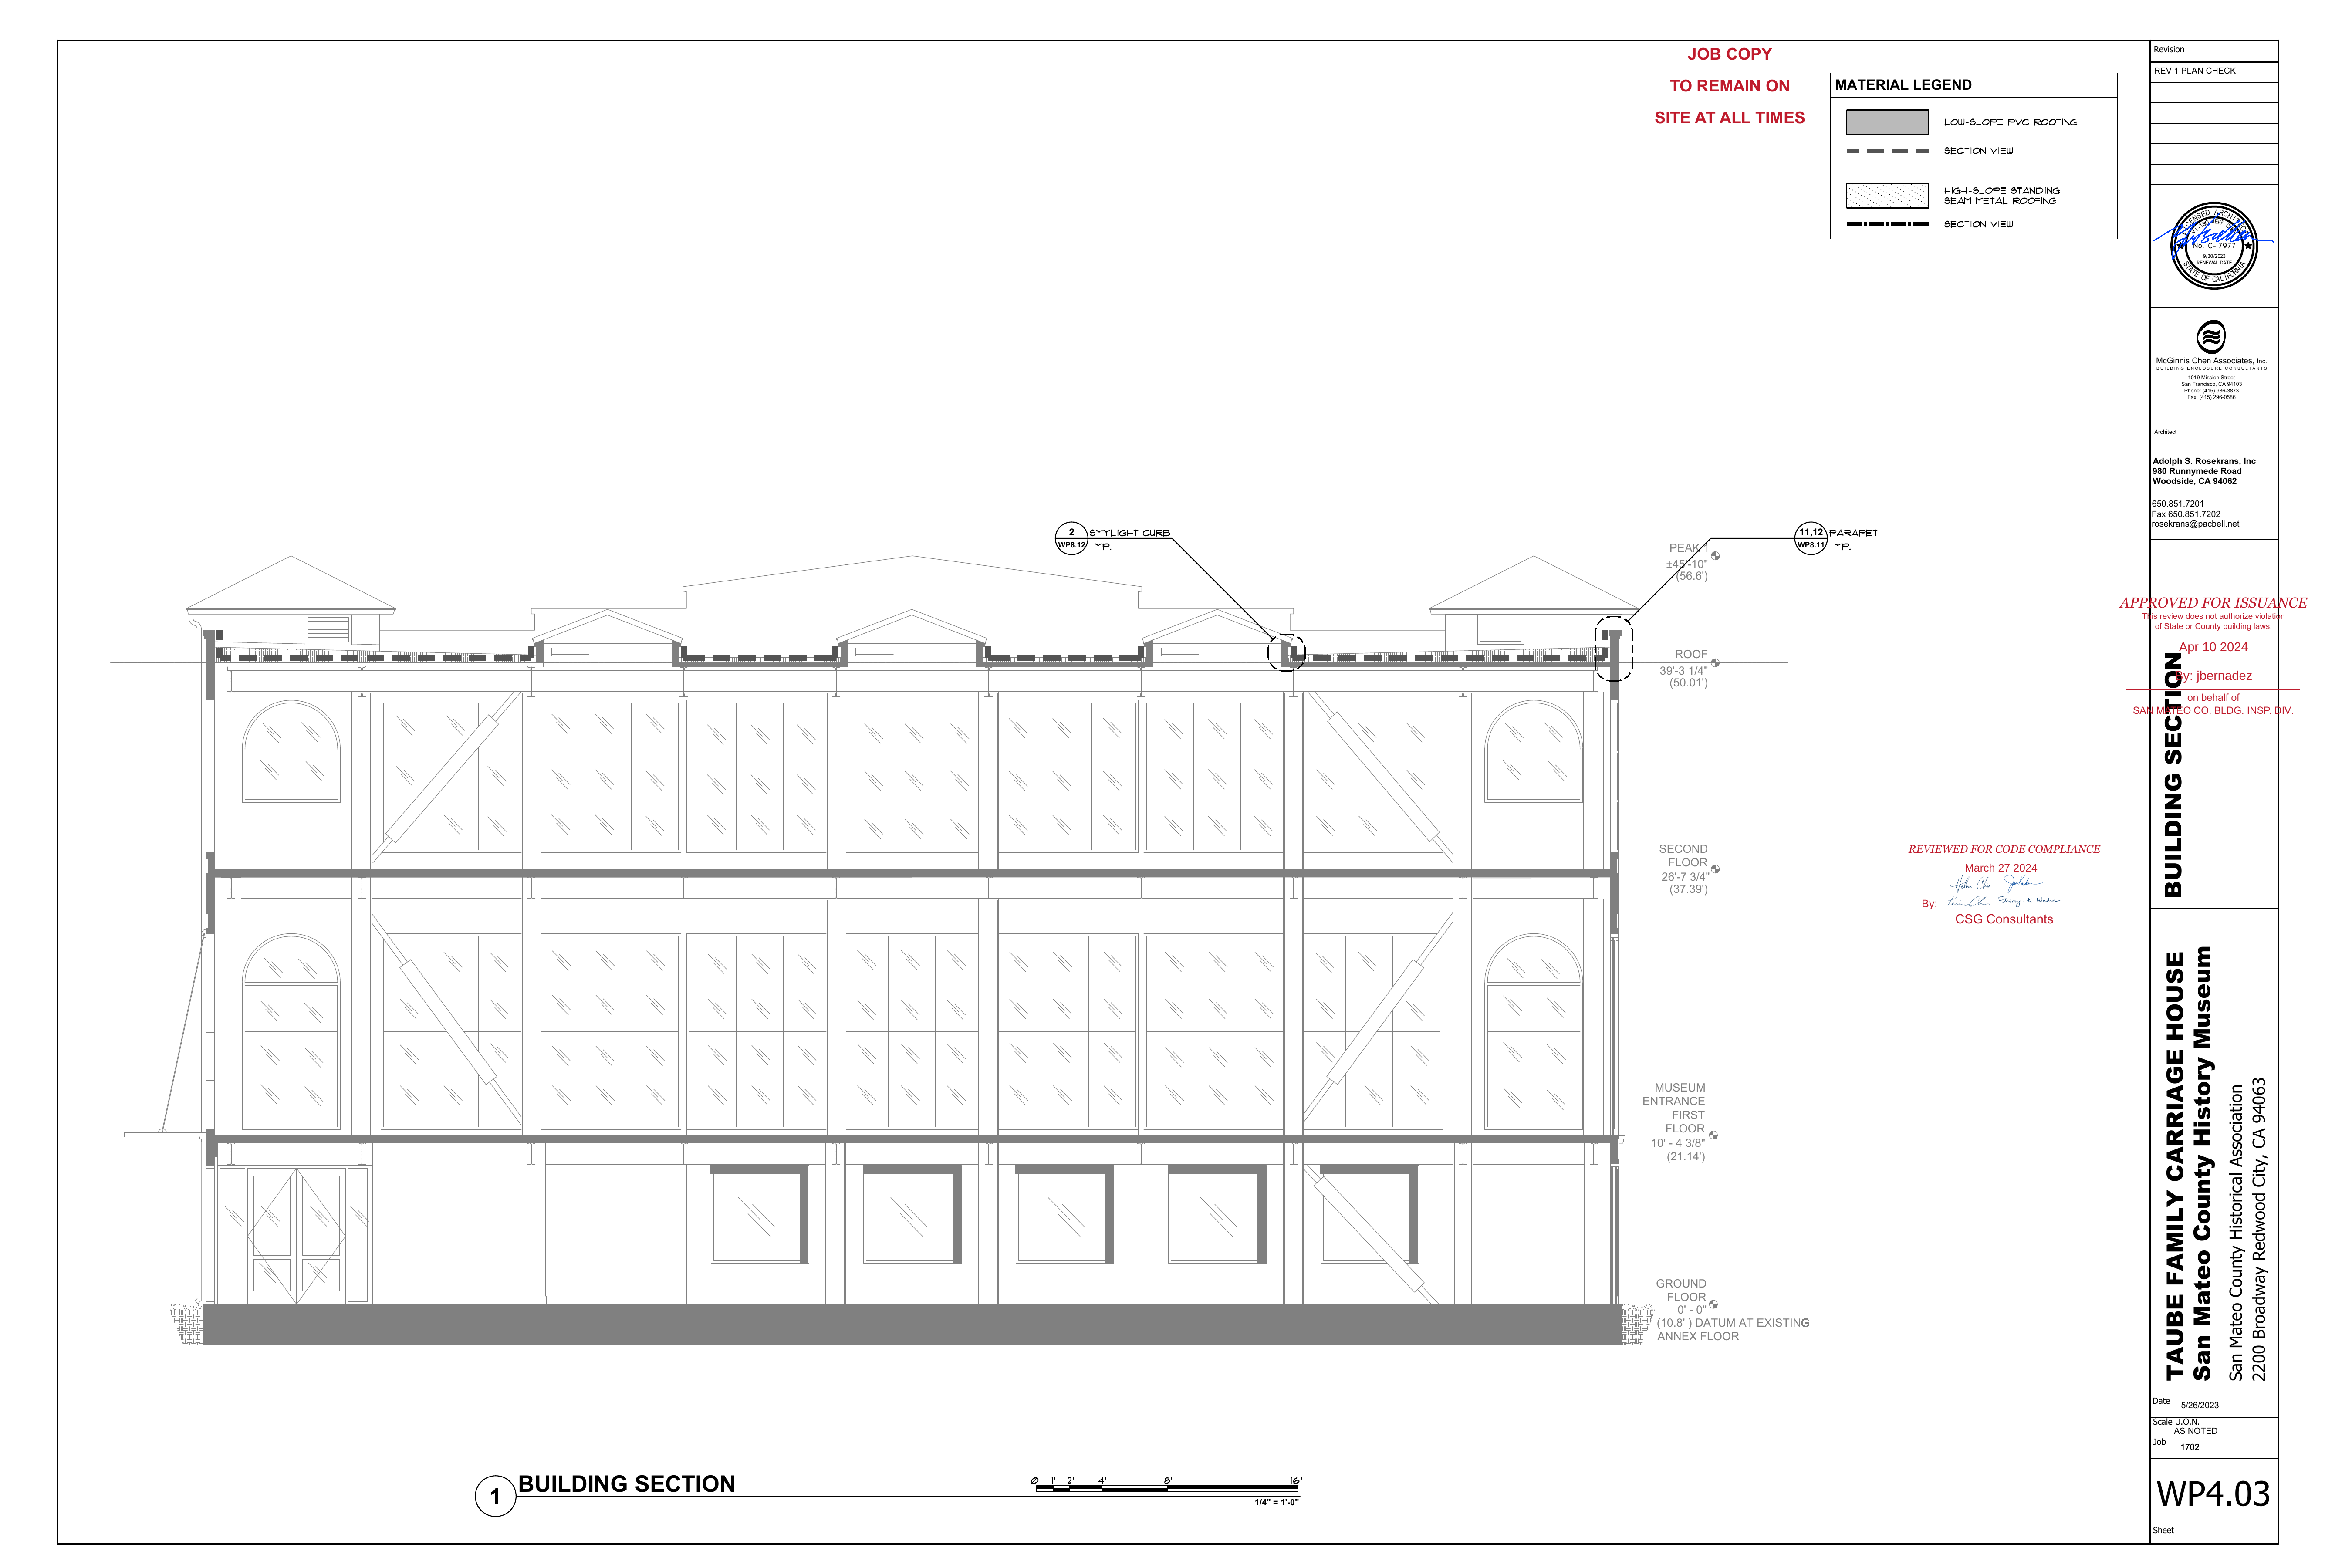 JOB COPY
TO REMAIN ON
SITE AT ALL TIMES
MATERIAL LEGEND
LOW-SLOPE PVC ROOFING
SECTION VIEW
HIGH-SLOPE STANDING
SEAM METAL ROOFING
SECTION VIEW
2
WP8.12
SYYLIGHT CURB
TYP.
11,12
WP8.11
PARAPET
TYP.
PEAK 1
±45'-10"
(56.6')
ROOF
39'-3 1/4"
(50.01')
SECOND
FLOOR
26'-7 3/4"
(37.39')
MUSEUM
ENTRANCE
FIRST
FLOOR
10' - 4 3/8"
(21.14')
GROUND
FLOOR
0' - 0"
(10.8' ) DATUM AT EXISTING
ANNEX FLOOR
REVIEWED FOR CODE COMPLIANCE
March 27 2024
By:
CSG Consultants
1
BUILDING SECTION
0 1' 2' 4' 8' 16'
1/4" = 1'-0"
Revision
REV 1 PLAN CHECK
No. C-17977
9/30/2023
RENEWAL DATE
STATE OF CALIFORNIA
McGinnis Chen Associates, Inc.
BUILDING ENCLOSURE CONSULTANTS
1019 Mission Street
San Francisco, CA 94103
Phone: (415) 986-3873
Fax: (415) 296-0586
Architect
Adolph S. Rosekrans, Inc
980 Runnymede Road
Woodside, CA 94062
650.851.7201
Fax 650.851.7202
rosekrans@pacbell.net
APPROVED FOR ISSUANCE
This review does not authorize violation
of State or County building laws.
Apr 10 2024
By: jbernadez
on behalf of
SAN MATEO CO. BLDG. INSP. DIV.
BUILDING SECTION
TAUBE FAMILY CARRIAGE HOUSE
San Mateo County History Museum
San Mateo County Historical Association
2200 Broadway Redwood City, CA 94063
Date
5/26/2023
Scale U.O.N.
AS NOTED
Job
1702
WP4.03
Sheet